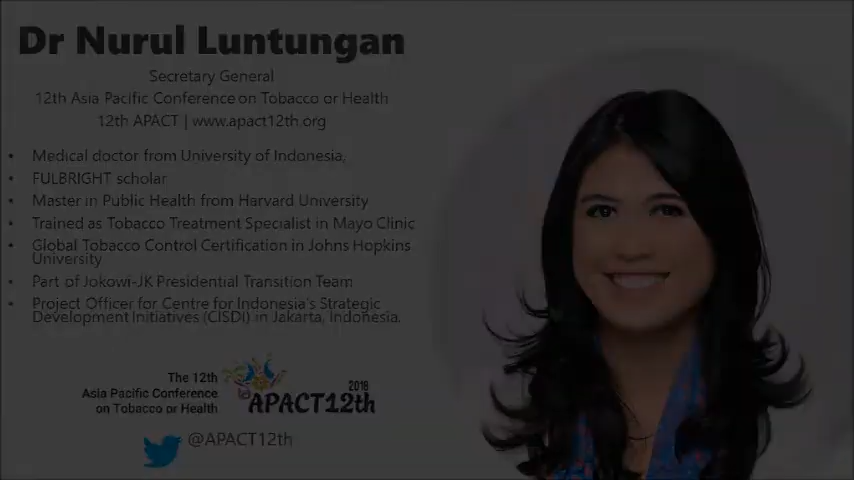 Dr Nurul Luntungan
Secretary General
12th Asia Pacific Conference on Tobacco or Health
12th APACT | www.apact12th.org
• Medical doctor from University of Indonesia,
• FULBRIGHT scholar
• Master in Public Health from Harvard University
• Trained as Tobacco Treatment Specialist in Mayo Clinic
• Global Tobacco Control Certification in Johns Hopkins
University
• Part of Jokowi-JK Presidential Transition Team
• Project Officer for Centre for Indonesia's Strategic
Development Initiatives (CISDI) in Jakarta, Indonesia.
The 12th
Asia Pacific Conference
on Tobacco or Health
2018
APACT12th
@APACT12th